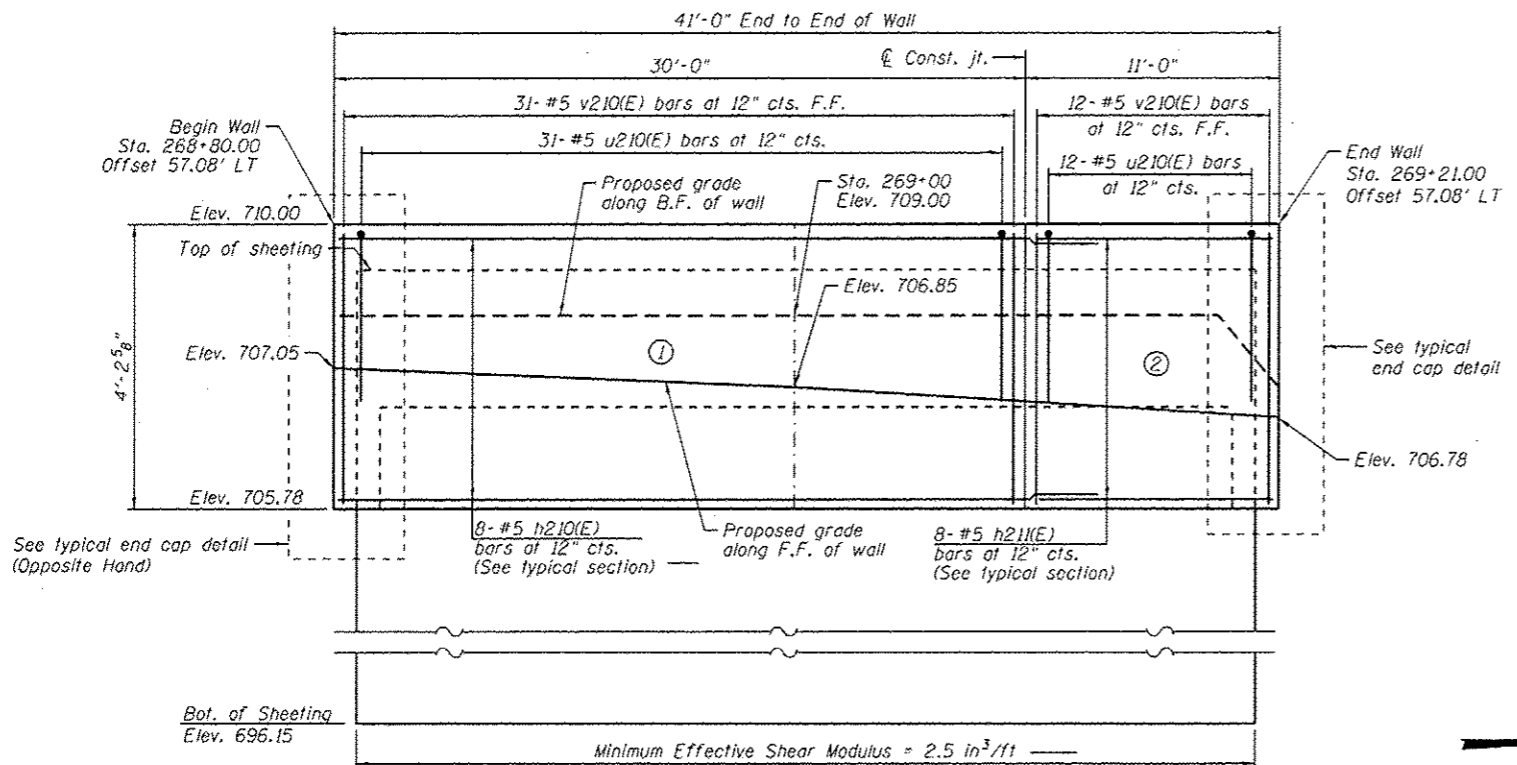 41'-0" End to End of Wall
30'-0"
℄ Const. jt.
11'-0"
31- #5 v210(E) bars at 12" cts. F.F.
12- #5 v210(E) bars
at 12" cts. F.F.
Begin Wall
Sta. 268+80.00
Offset 57.08' LT
31- #5 u210(E) bars at 12" cts.
12- #5 u210(E) bars
at 12" cts.
End Wall
Sta. 269+21.00
Offset 57.08' LT
Proposed grade
along B.F. of wall
Sta. 269+00
Elev. 709.00
Elev. 710.00
Top of sheeting
Elev. 706.85
4'-2 5/8"
Elev. 707.05
1
2
See typical
end cap detail
Elev. 706.78
Elev. 705.78
See typical end cap detail
(Opposite Hand)
8- #5 h210(E)
bars at 12" cts.
(See typical section)
Proposed grade
along F.F. of wall
8- #5 h211(E)
bars at 12" cts.
(See typical section)
Bot. of Sheeting
Elev. 696.15
Minimum Effective Shear Modulus = 2.5 in³/ft